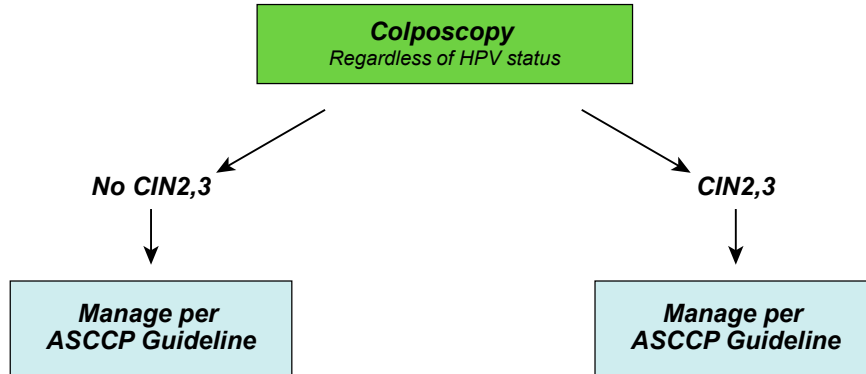 Colposcopy
Regardless of HPV status
No CIN2,3
CIN2,3
Manage per
ASCCP Guideline
Manage per
ASCCP Guideline